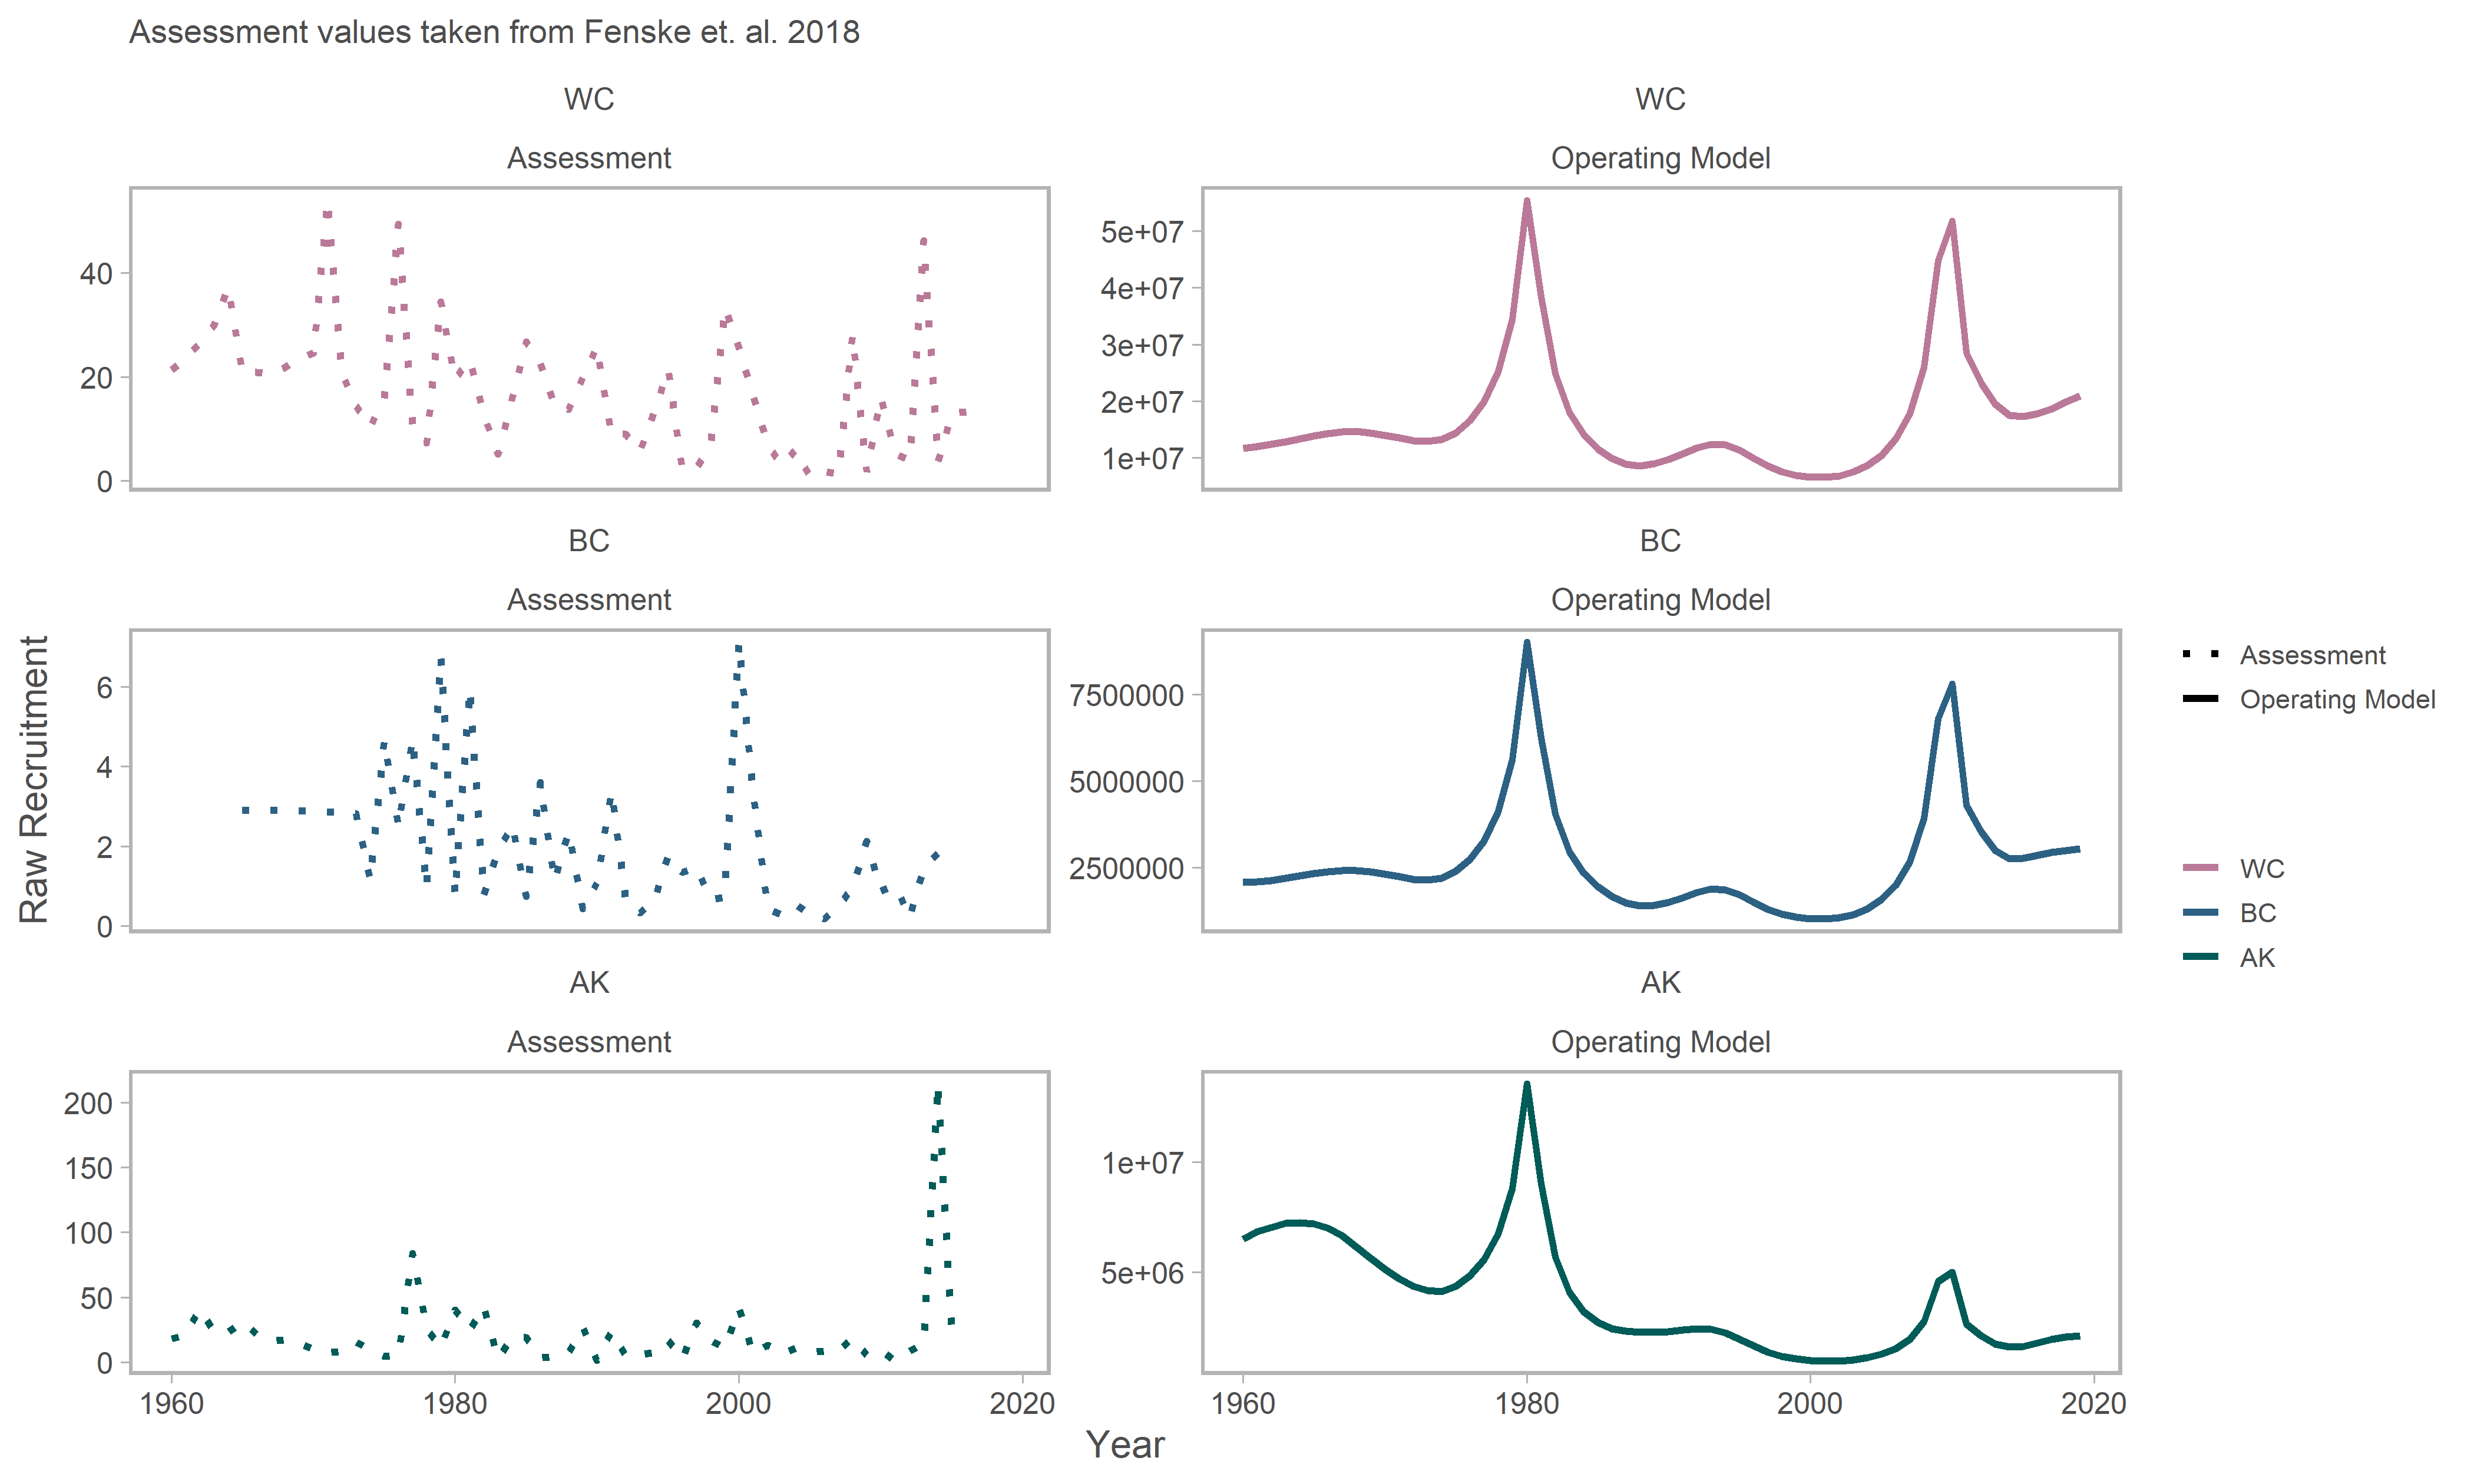 Assessment values taken from Fenske et. al. 2018
WC
Assessment
WC
Operating Model
40
20
0
5e+07
4e+07
3e+07
2e+07
1e+07
BC
Assessment
BC
Operating Model
6
4
2
0
7500000
5000000
2500000
AK
Assessment
AK
Operating Model
200
150
100
50
0
1e+07
5e+06
1960 1980 2000 2020
1960 1980 2000 2020
Year
Raw Recruitment
Assessment
Operating Model
WC
BC
AK